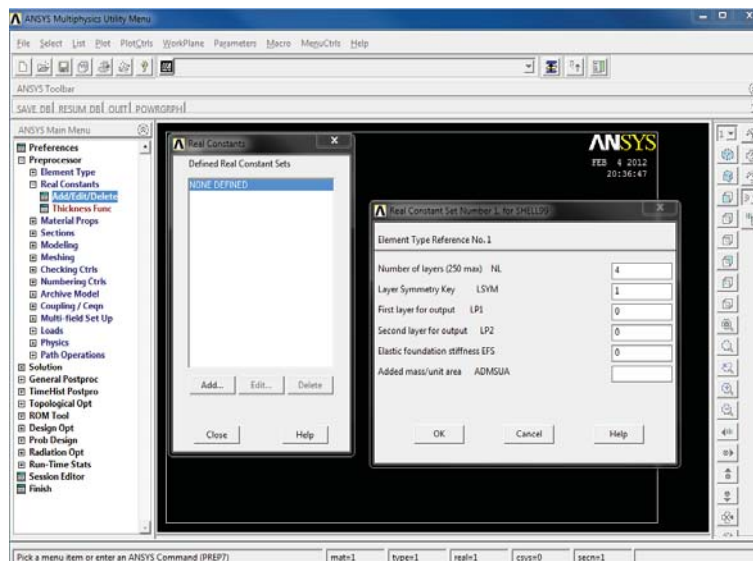 ANSYS Multiphysics Utility Menu
File Select List Plot PlotCtrls WorkPlane Parameters Macro MenuCtrls Help
ANSYS Toolbar
SAVE_DB RESUM_DB QUIT POWRGRPH
ANSYS Main Menu
Preferences
Preprocessor
Element Type
Real Constants
Add/Edit/Delete
Thickness Func
Material Props
Sections
Modeling
Meshing
Checking Ctrls
Numbering Ctrls
Archive Model
Coupling / Ceqn
Multi-field Set Up
Loads
Physics
Path Operations
Solution
General Postproc
TimeHist Postpro
Topological Opt
ROM Tool
Design Opt
Prob Design
Radiation Opt
Run-Time Stats
Session Editor
Finish
Real Constants
Defined Real Constant Sets
NONE DEFINED
Add... Edit... Delete
Close Help
ANSYS
FEB 4 2012
20:36:47
Real Constant Set Number 1, for SHELL99
Element Type Reference No. 1
Number of layers (250 max) NL 4
Layer Symmetry Key LSYM 1
First layer for output LP1 0
Second layer for output LP2 0
Elastic foundation stiffness EFS 0
Added mass/unit area ADMSUA
OK Cancel Help
1
Pick a menu item or enter an ANSYS Command (PREP7) mat=1 type=1 real=1 csys=0 secn=1